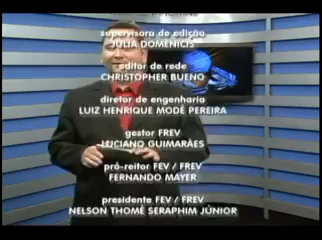 supervisora de edição
JULIA DOMENICIS
editor de rede
CHRISTOPHER BUENO
diretor de engenharia
LUIZ HENRIQUE MODÉ PEREIRA
gestor FREV
LUCIANO GUIMARÃES
pró-reitor FEV / FREV
FERNANDO MAYER
presidente FEV / FREV
NELSON THOMÉ SERAPHIM JÚNIOR